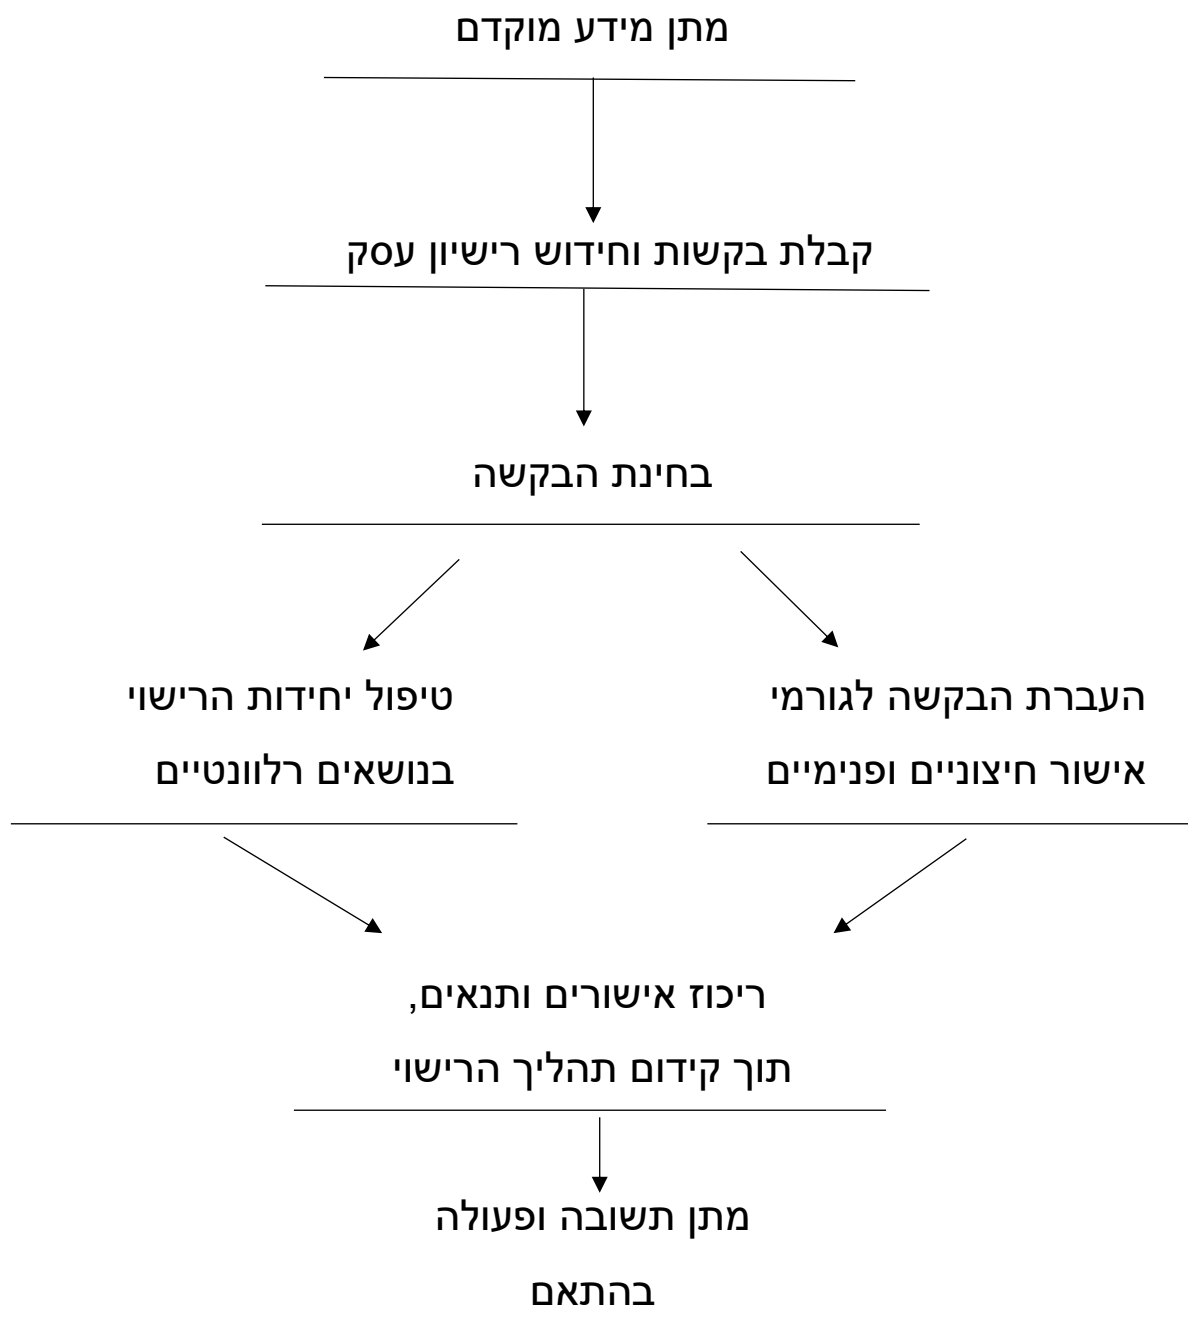 מתן מידע מוקדם
קבלת בקשות וחידוש רישיון עסק
בחינת הבקשה
העברת הבקשה לגורמי
אישור חיצוניים ופנימיים
טיפול יחידות הרישוי
בנושאים רלוונטיים
ריכוז אישורים ותנאים,
תוך קידום תהליך הרישוי
מתן תשובה ופעולה
בהתאם